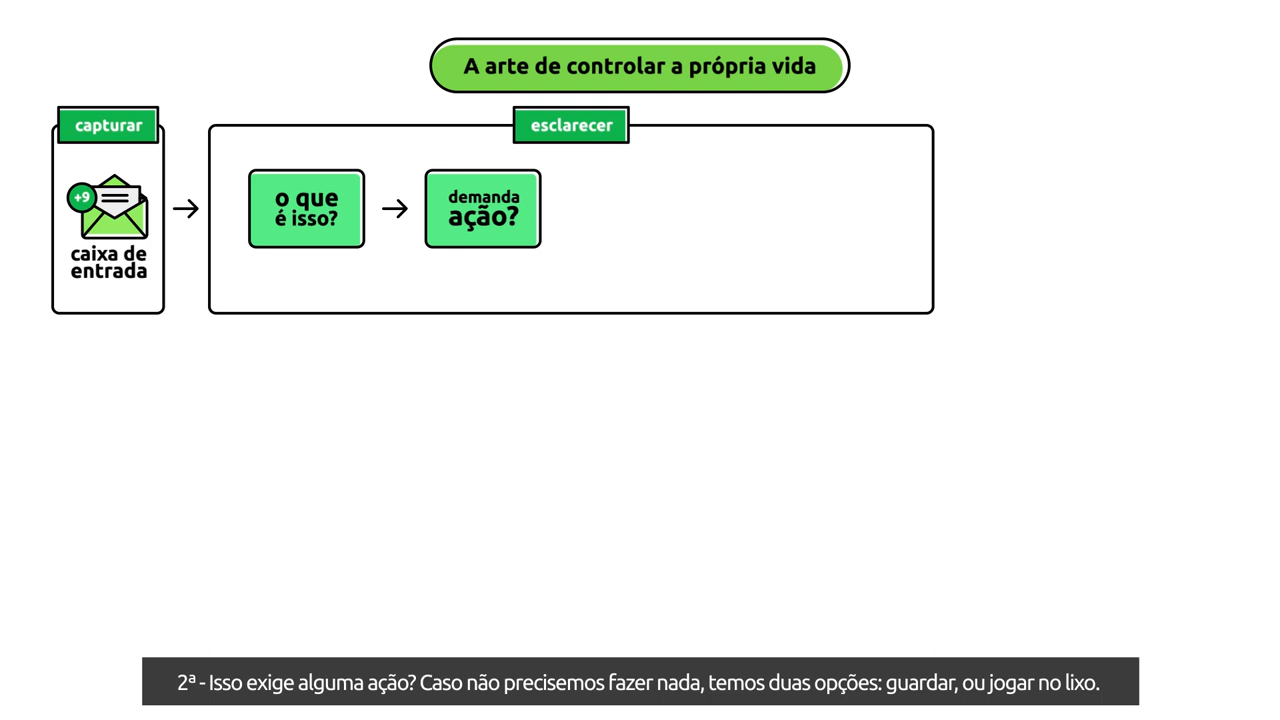 A arte de controlar a própria vida
capturar
esclarecer
+9
caixa de
entrada
o que
é isso?
demanda
ação?
2ª - Isso exige alguma ação? Caso não precisemos fazer nada, temos duas opções: guardar, ou jogar no lixo.